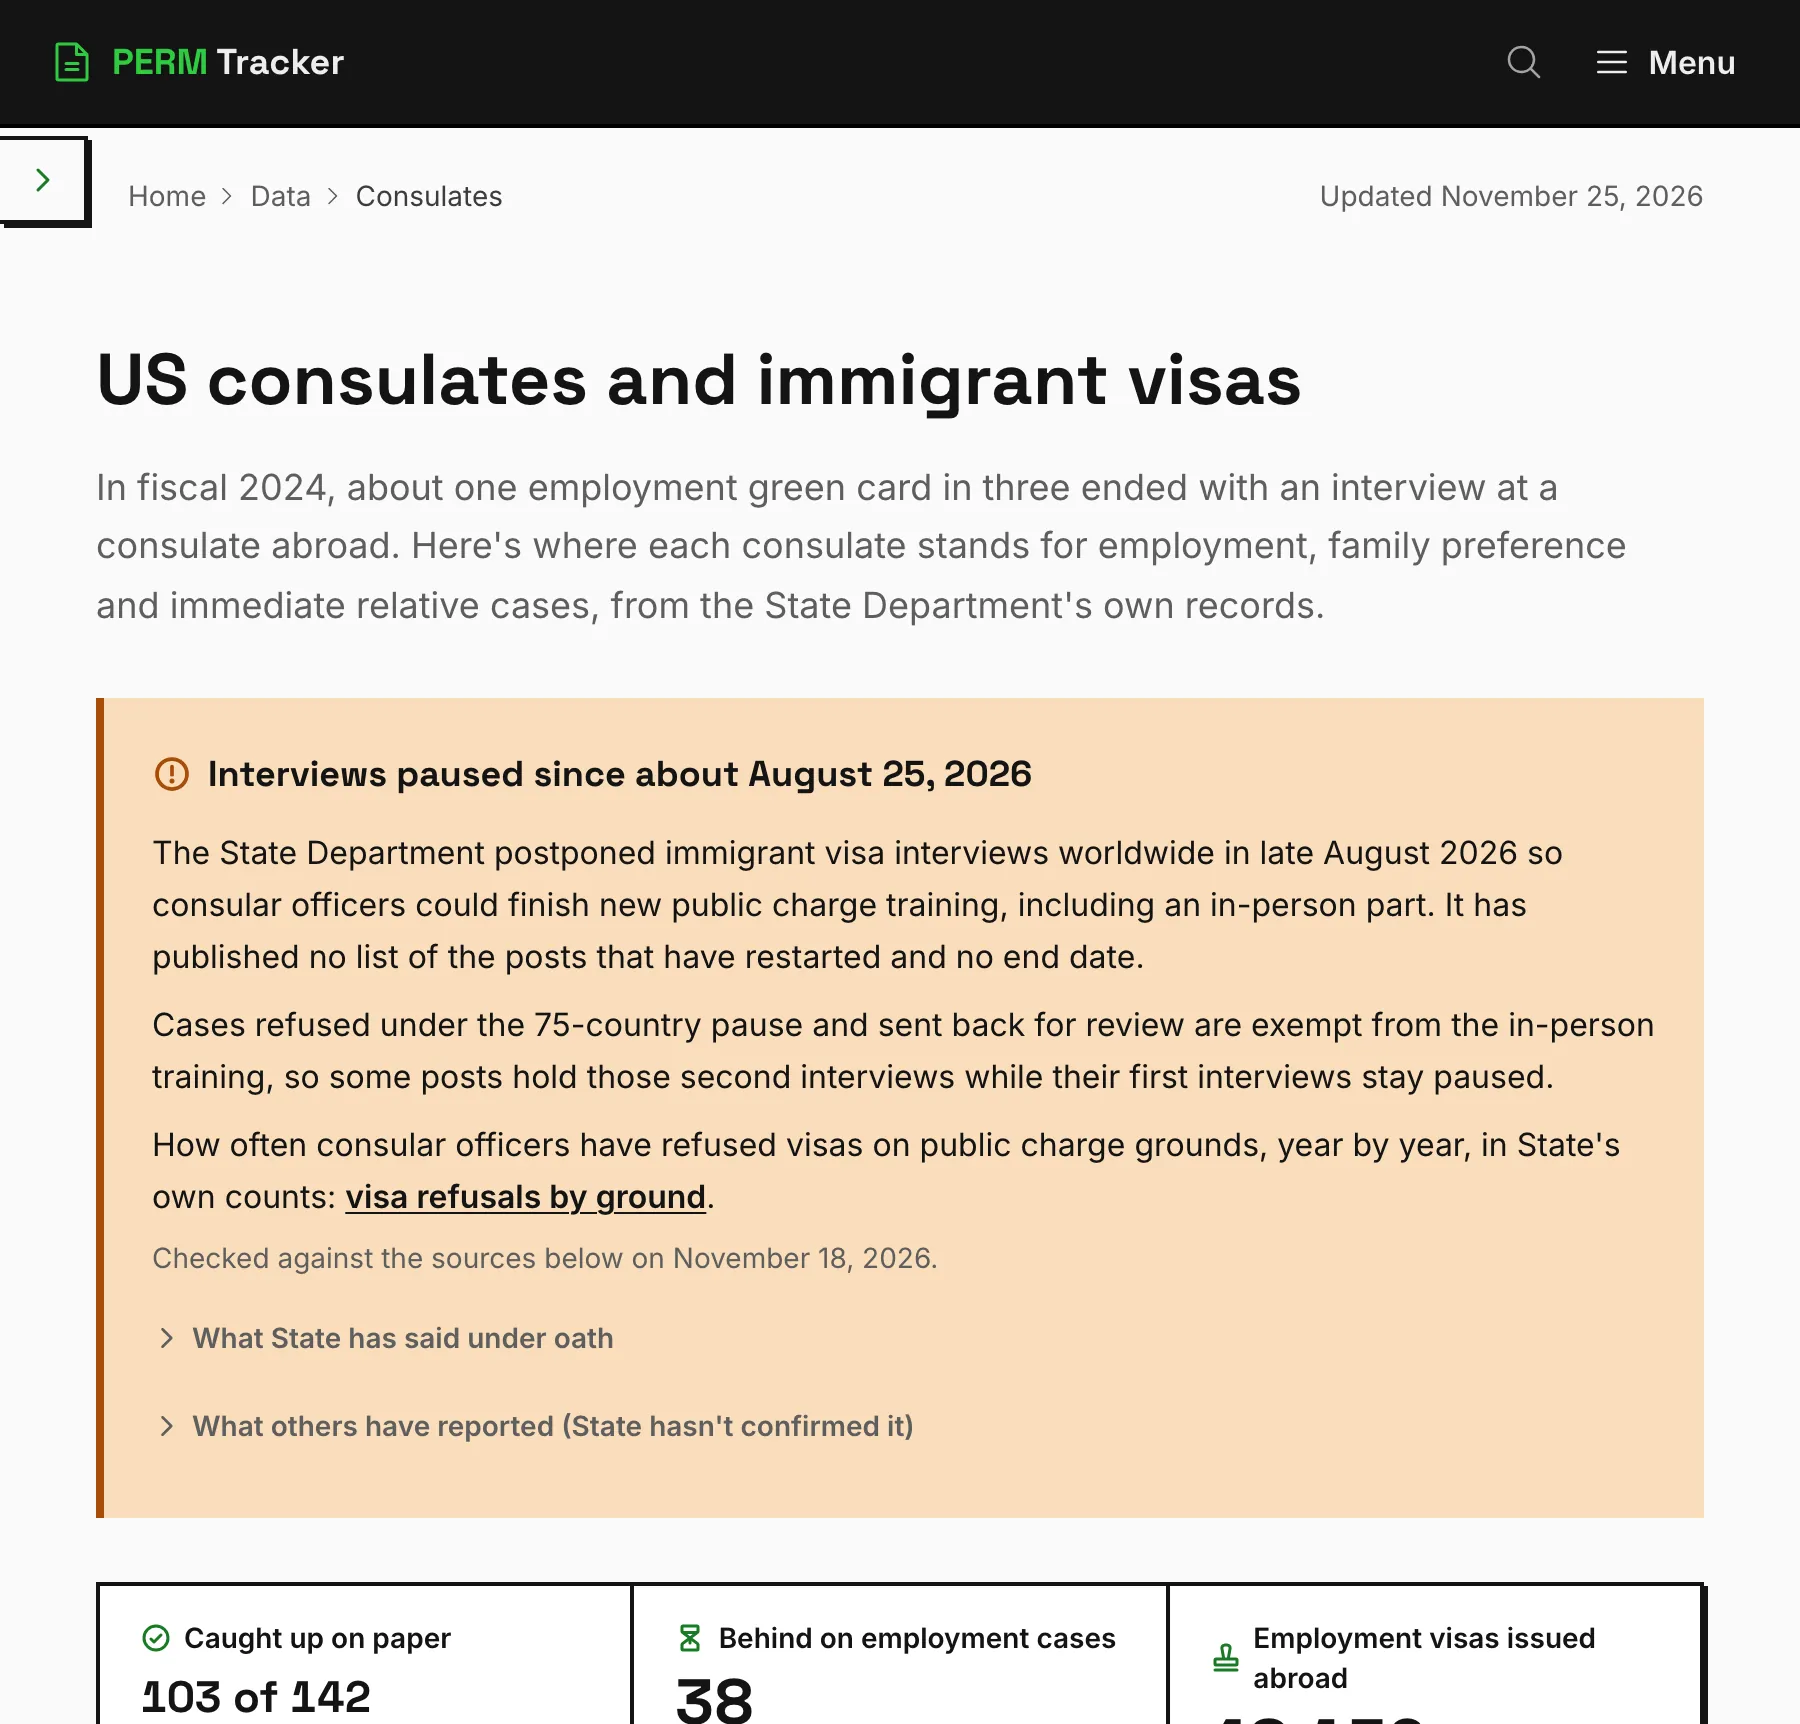 PERM Tracker
Menu
Home > Data > Consulates
Updated November 25, 2026
US consulates and immigrant visas
In fiscal 2024, about one employment green card in three ended with an interview at a
consulate abroad. Here's where each consulate stands for employment, family preference
and immediate relative cases, from the State Department's own records.
Interviews paused since about August 25, 2026
The State Department postponed immigrant visa interviews worldwide in late August 2026 so
consular officers could finish new public charge training, including an in-person part. It has
published no list of the posts that have restarted and no end date.
Cases refused under the 75-country pause and sent back for review are exempt from the in-person
training, so some posts hold those second interviews while their first interviews stay paused.
How often consular officers have refused visas on public charge grounds, year by year, in State's
own counts: visa refusals by ground.
Checked against the sources below on November 18, 2026.
What State has said under oath
What others have reported (State hasn't confirmed it)
Caught up on paper
103 of 142
Behind on employment cases
38
Employment visas issued
abroad